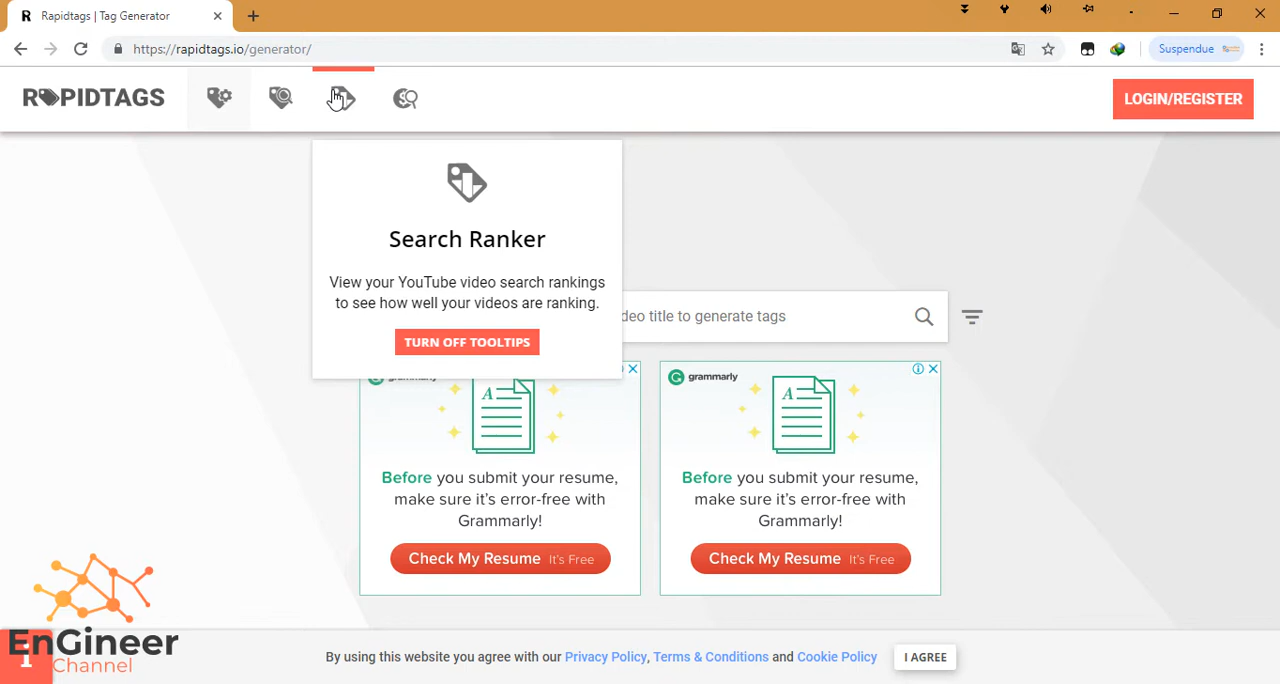 Rapidtags | Tag Generator
https://rapidtags.io/generator/
Suspendue
RAPIDTAGS
LOGIN/REGISTER
Search Ranker
View your YouTube video search rankings
to see how well your videos are ranking.
TURN OFF TOOLTIPS
deo title to generate tags
grammarly
Before you submit your resume,
make sure it's error-free with
Grammarly!
Check My Resume It's Free
grammarly
Before you submit your resume,
make sure it's error-free with
Grammarly!
Check My Resume It's Free
EnGineer
Channel
By using this website you agree with our Privacy Policy, Terms & Conditions and Cookie Policy
I AGREE